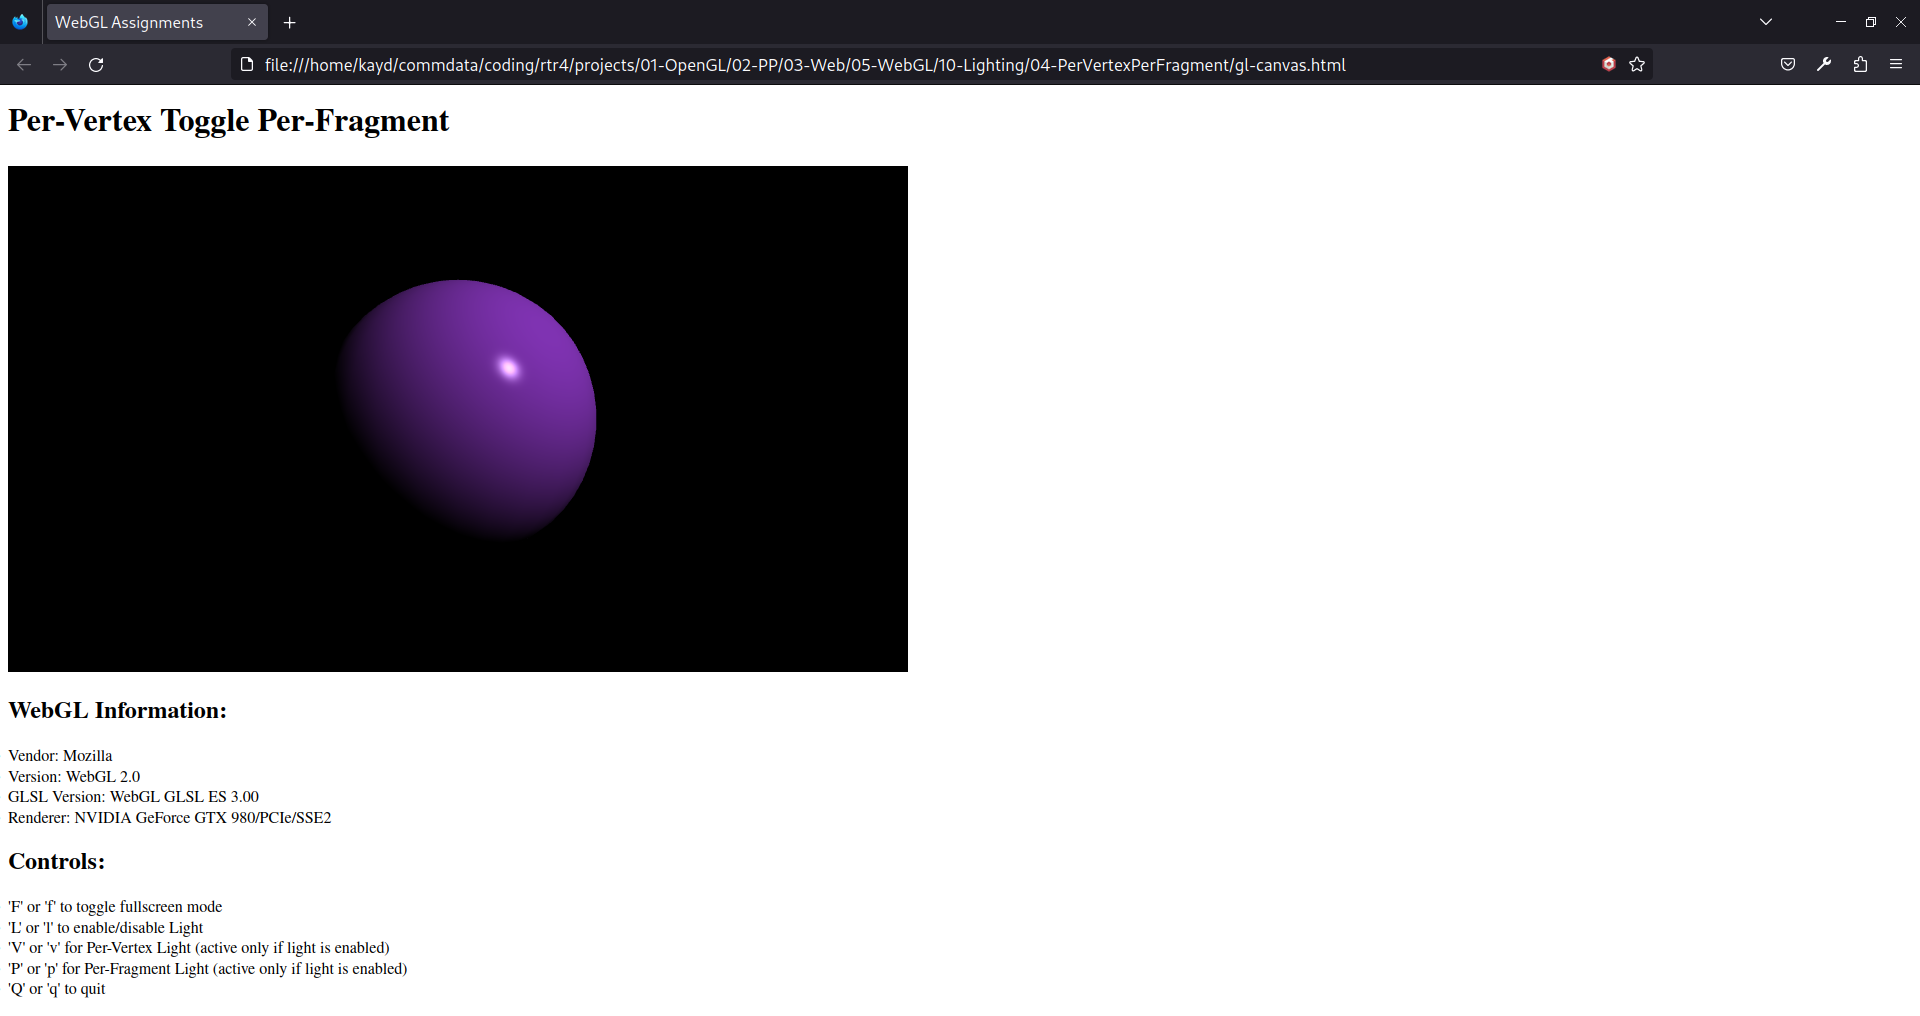 WebGL Assignments
file:///home/kayd/commdata/coding/rtr4/projects/01-OpenGL/02-PP/03-Web/05-WebGL/10-Lighting/04-PerVertexPerFragment/gl-canvas.html
Per-Vertex Toggle Per-Fragment
WebGL Information:
Vendor: Mozilla
Version: WebGL 2.0
GLSL Version: WebGL GLSL ES 3.00
Renderer: NVIDIA GeForce GTX 980/PCIe/SSE2
Controls:
'F' or 'f' to toggle fullscreen mode
'L' or 'l' to enable/disable Light
'V' or 'v' for Per-Vertex Light (active only if light is enabled)
'P' or 'p' for Per-Fragment Light (active only if light is enabled)
'Q' or 'q' to quit